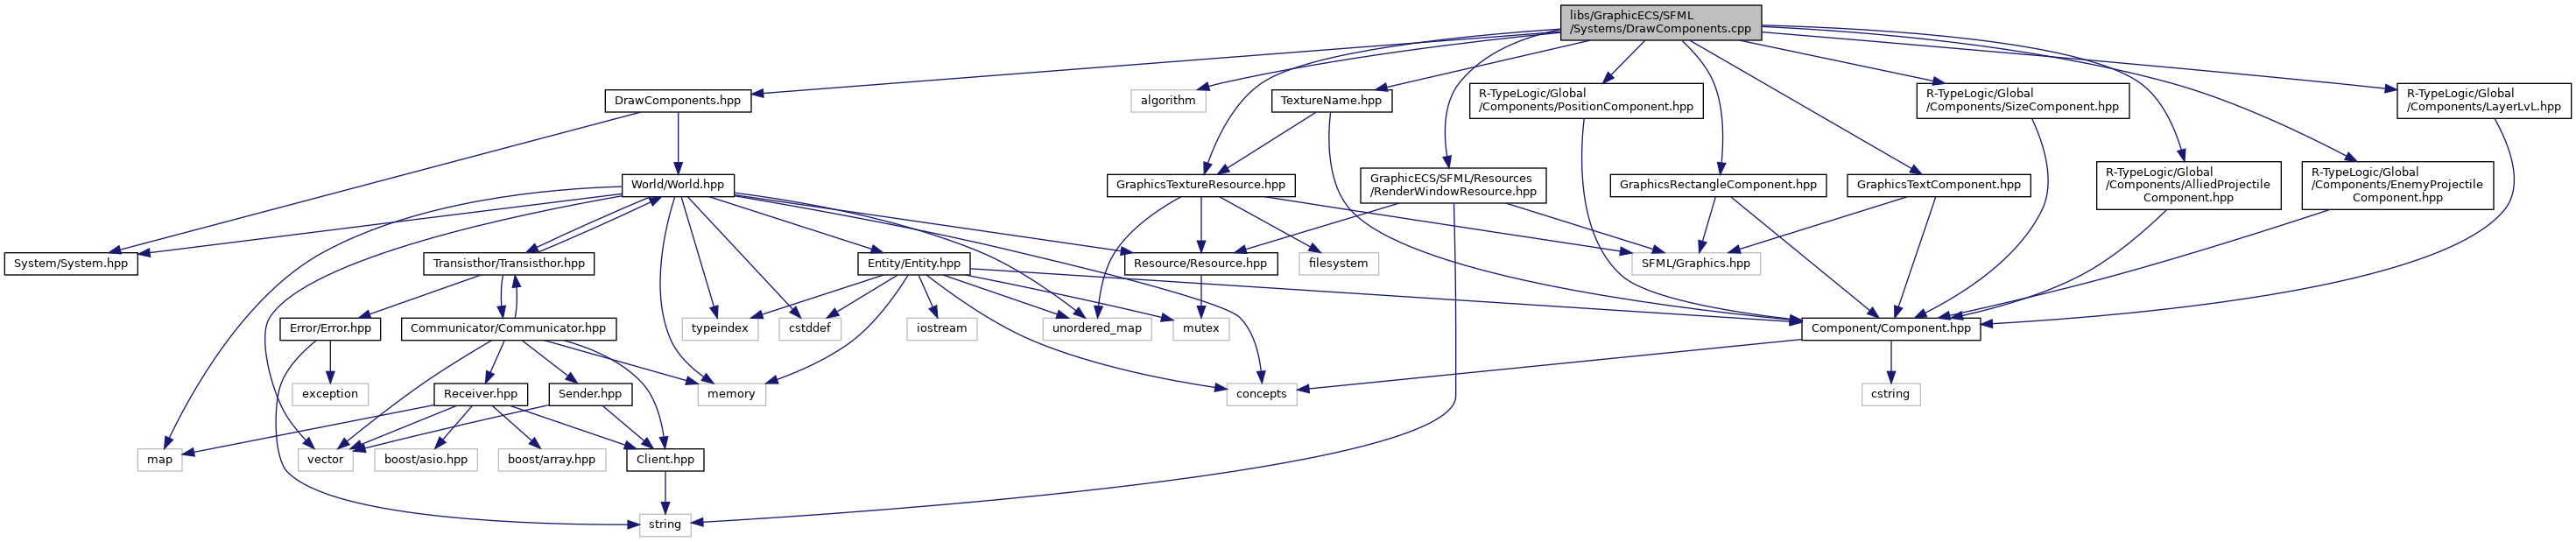 libs/GraphicECS/SFML
/Systems/DrawComponents.cpp
DrawComponents.hpp
algorithm
TextureName.hpp
R-TypeLogic/Global
/Components/PositionComponent.hpp
R-TypeLogic/Global
/Components/SizeComponent.hpp
R-TypeLogic/Global
/Components/LayerLvL.hpp
World/World.hpp
GraphicsTextureResource.hpp
GraphicECS/SFML/Resources
/RenderWindowResource.hpp
GraphicsRectangleComponent.hpp
GraphicsTextComponent.hpp
R-TypeLogic/Global
/Components/AlliedProjectile
Component.hpp
R-TypeLogic/Global
/Components/EnemyProjectile
Component.hpp
System/System.hpp
Transisthor/Transisthor.hpp
Entity/Entity.hpp
Resource/Resource.hpp
filesystem
SFML/Graphics.hpp
Error/Error.hpp
Communicator/Communicator.hpp
typeindex
cstddef
iostream
unordered_map
mutex
Component/Component.hpp
exception
Receiver.hpp
Sender.hpp
memory
concepts
cstring
map
vector
boost/asio.hpp
boost/array.hpp
Client.hpp
string